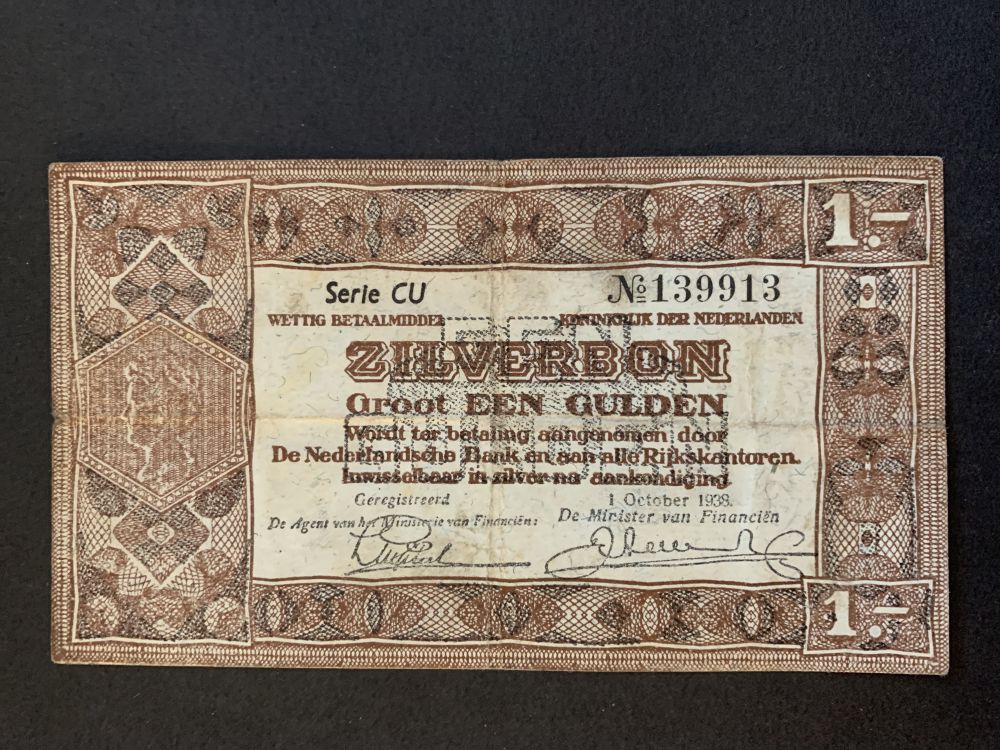 1.-
Serie CU
No 139913
WETTIG BETAALMIDDEL
KONINKRIJK DER NEDERLANDEN
ZILVERBON
Groot EEN GULDEN
Wordt ter betaling aangenomen door
De Nederlandsche Bank en aan alle Rijkskantoren.
Inwisselbaar in zilver na aankondiging
Geregistreerd
1 October 1938.
De Agent van het Ministerie van Financiën:
De Minister van Financiën
1.-